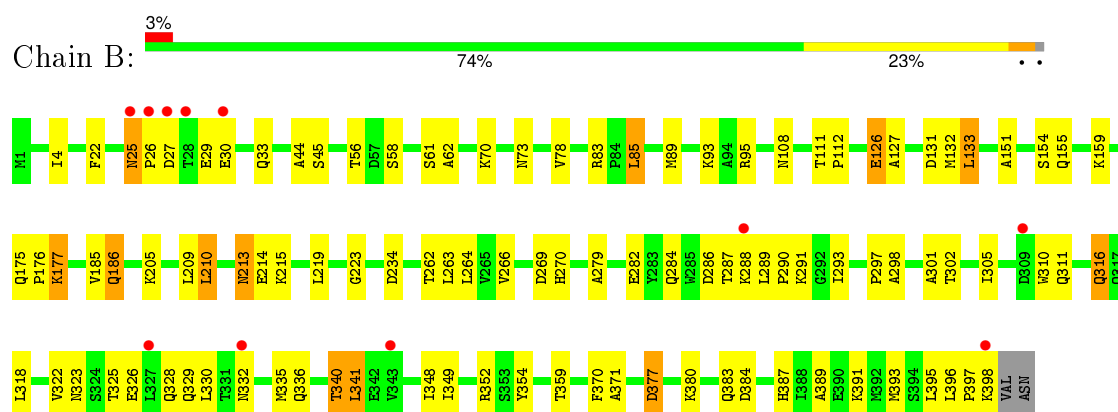 3%
Chain B:
74% 23% • •
M1 I4 F22 N25 P26 D27 T28 E29 E30 Q33 A44 S45 T56 D57 S58 S61 A62 K70 N73 V78 R83 P84 L85 M89 K93 A94 R95 N108 T111 P112 E126 A127 D131 M132 L133 A151 S154 Q155 K159
Q175 P176 K177 V185 Q186 K205 L209 L210 N213 E214 K215 L219 G223 D234 T262 L263 L264 V265 V266 D269 H270 A279 E282 Y283 Q284 W285 D286 T287 K288 L289 P290 K291 G292 I293 P297 A298 A301 T302 I305 D309 W310 Q311 Q316 Q317
L318 V322 N323 S324 T325 E326 L327 Q328 Q329 L330 T331 N332 M335 Q336 T340 L341 E342 V343 I348 I349 R352 S353 Y354 T359 F370 A371 D377 K380 Q383 D384 H387 I388 A389 E390 K391 M392 M393 S394 L395 L396 P397 K398 VAL ASN